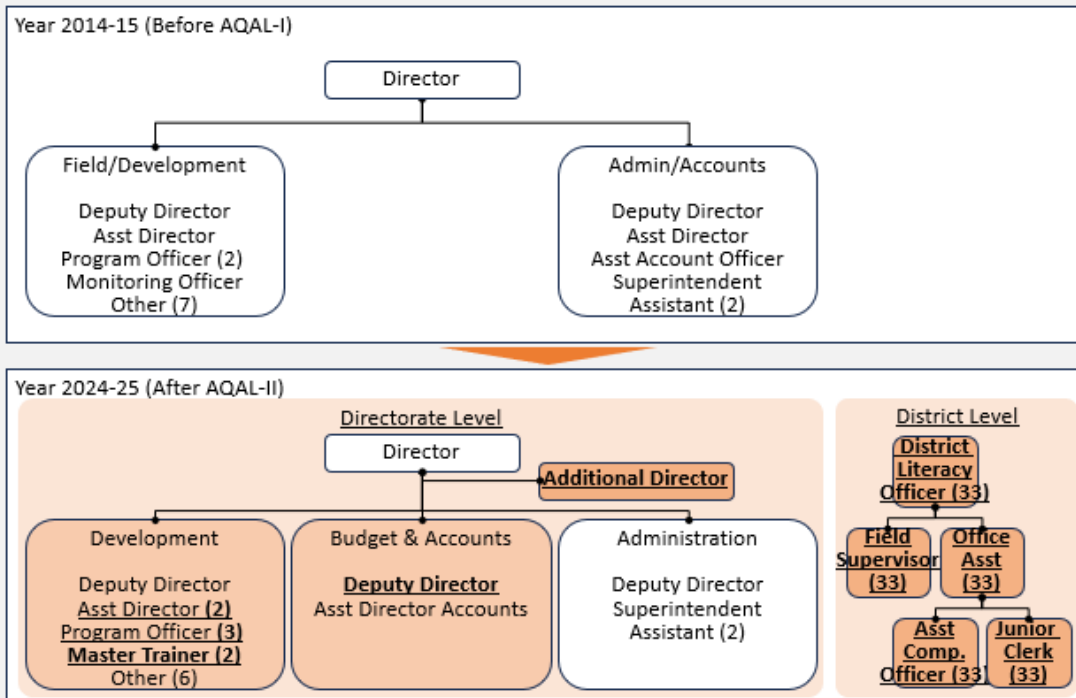 Year 2014-15 (Before AQAL-I)
Director
Field/Development
Deputy Director
Asst Director
Program Officer (2)
Monitoring Officer
Other (7)
Admin/Accounts
Deputy Director
Asst Director
Asst Account Officer
Superintendent
Assistant (2)
Year 2024-25 (After AQAL-II)
Directorate Level
Director
Additional Director
Development
Deputy Director
Asst Director (2)
Program Officer (3)
Master Trainer (2)
Other (6)
Budget & Accounts
Deputy Director
Asst Director Accounts
Administration
Deputy Director
Superintendent
Assistant (2)
District Level
District
Literacy
Officer (33)
Field
Supervisor
(33)
Office
Asst
(33)
Asst
Comp.
Officer (33)
Junior
Clerk
(33)